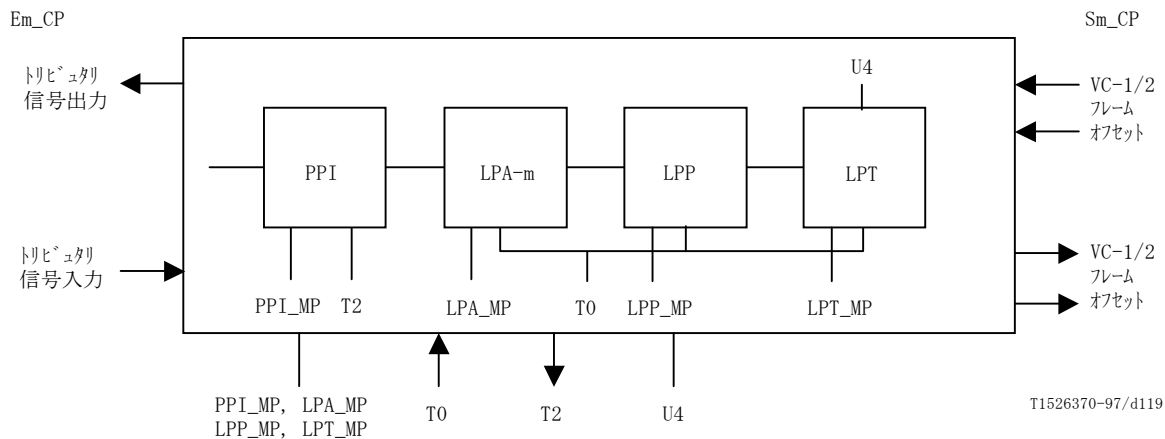 Em_CP
Sm_CP
ﾄﾘﾋﾞｭﾀﾘ
信号出力
U4
VC-1/2
ﾌﾚｰﾑ
ｵﾌｾｯﾄ
PPI
LPA-m
LPP
LPT
ﾄﾘﾋﾞｭﾀﾘ
信号入力
VC-1/2
ﾌﾚｰﾑ
ｵﾌｾｯﾄ
PPI_MP
T2
LPA_MP
T0
LPP_MP
LPT_MP
PPI_MP, LPA_MP
LPP_MP, LPT_MP
T0
T2
U4
T1526370-97/d119